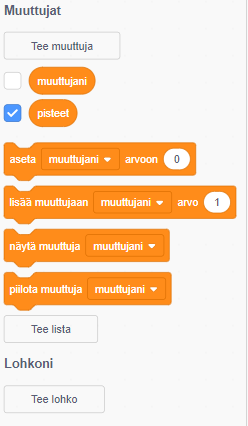 Muuttujat
Tee muuttuja
muuttujani
pisteet
aseta muuttujani arvoon 0
lisää muuttujaan muuttujani arvo 1
näytä muuttuja muuttujani
piilota muuttuja muuttujani
Tee lista
Lohkoni
Tee lohko